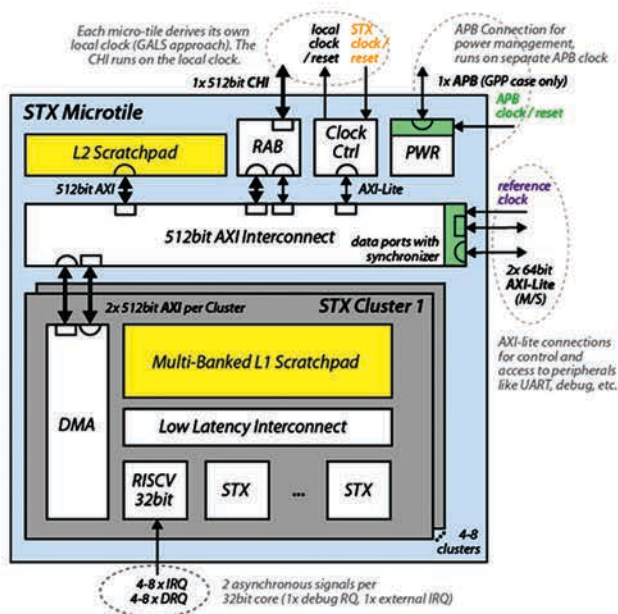 Each micro-tile derives its own
local clock (GALS approach). The
CHI runs on the local clock.
local
clock
/ reset
STX
clock /
reset
APB Connection for
power management,
runs on separate APB clock
1x 512bit CHI
1x APB (GPP case only)
APB
clock / reset
STX Microtile
L2 Scratchpad
RAB
Clock
Ctrl
PWR
512bit AXI
AXI-Lite
reference
clock
512bit AXI Interconnect
data ports with
synchronizer
2x 64bit
AXI-Lite
(M/S)
2x 512bit AXI per Cluster
STX Cluster 1
AXI-lite connections
for control and
access to peripherals
like UART, debug, etc.
Multi-Banked L1 Scratchpad
DMA
Low Latency Interconnect
RISCV
32bit
STX
...
STX
4-8
clusters
4-8 x IRQ
4-8 x DRQ
2 asynchronous signals per
32bit core (1x debug RQ, 1x external IRQ)